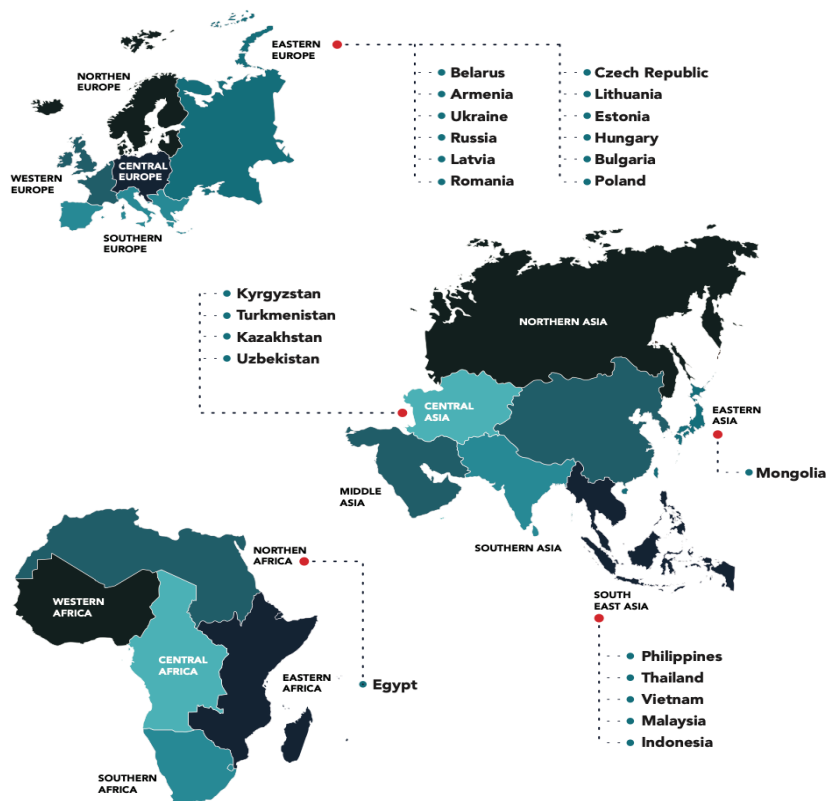 EASTERN
EUROPE
NORTHEN
EUROPE
CENTRAL
EUROPE
WESTERN
EUROPE
SOUTHERN
EUROPE
Belarus
Armenia
Ukraine
Russia
Latvia
Romania
Czech Republic
Lithuania
Estonia
Hungary
Bulgaria
Poland
Kyrgyzstan
Turkmenistan
Kazakhstan
Uzbekistan
NORTHERN ASIA
CENTRAL
ASIA
EASTERN
ASIA
Mongolia
MIDDLE
ASIA
SOUTHERN ASIA
SOUTH
EAST ASIA
Philippines
Thailand
Vietnam
Malaysia
Indonesia
NORTHEN
AFRICA
WESTERN
AFRICA
CENTRAL
AFRICA
EASTERN
AFRICA
Egypt
SOUTHERN
AFRICA